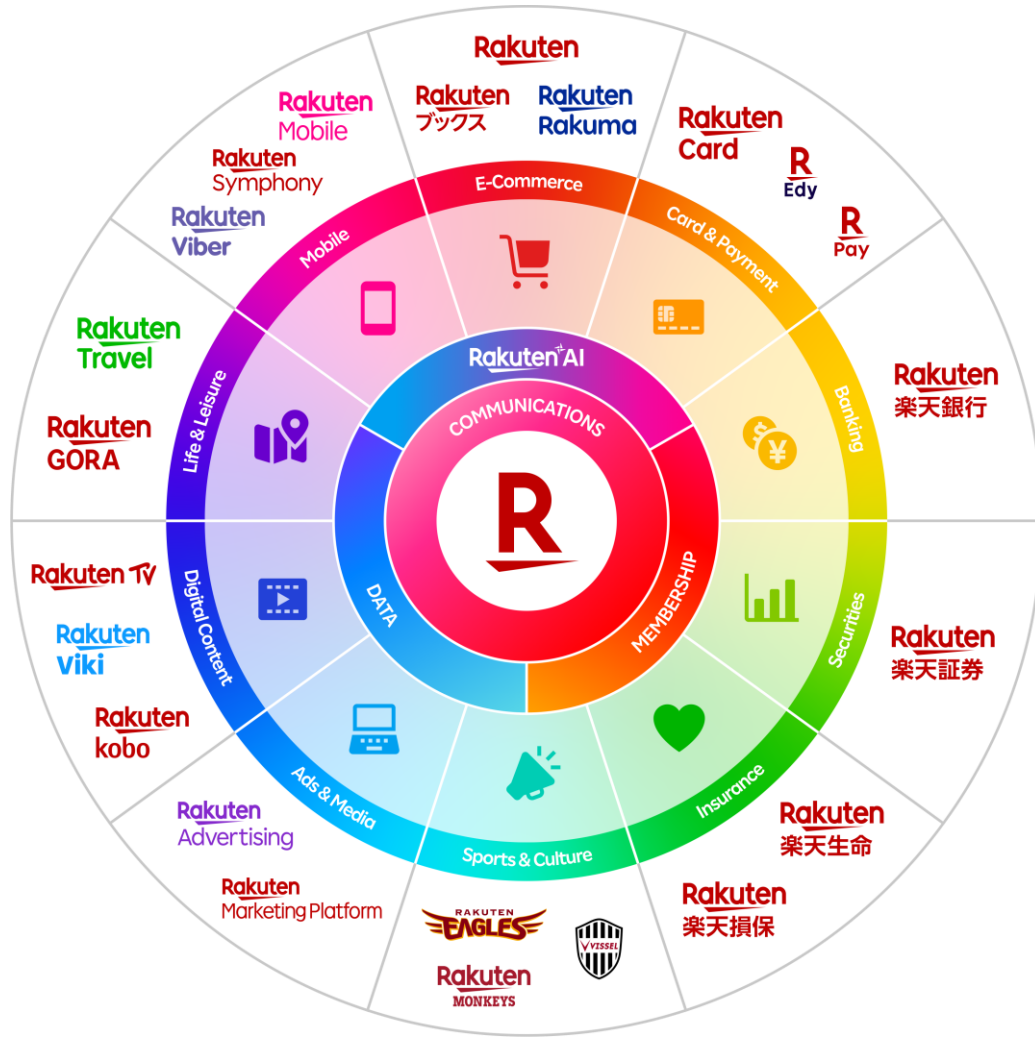 Rakuten
Rakuten
ブックス
Rakuten
Rakuma
Rakuten
Card
R
Edy
R
Pay
Rakuten
楽天銀行
Rakuten
楽天証券
Rakuten
楽天生命
Rakuten
楽天損保
RAKUTEN
EAGLES
VISSEL
Rakuten
MONKEYS
Rakuten
Marketing Platform
Rakuten
Advertising
Rakuten
kobo
Rakuten
Viki
Rakuten TV
Rakuten
GORA
Rakuten
Travel
Rakuten
Viber
Rakuten
Symphony
Rakuten
Mobile
E-Commerce
Card & Payment
Banking
Securities
Insurance
Sports & Culture
Ads & Media
Digital Content
Life & Leisure
Mobile
$
¥
Rakuten AI
MEMBERSHIP
DATA
COMMUNICATIONS
R